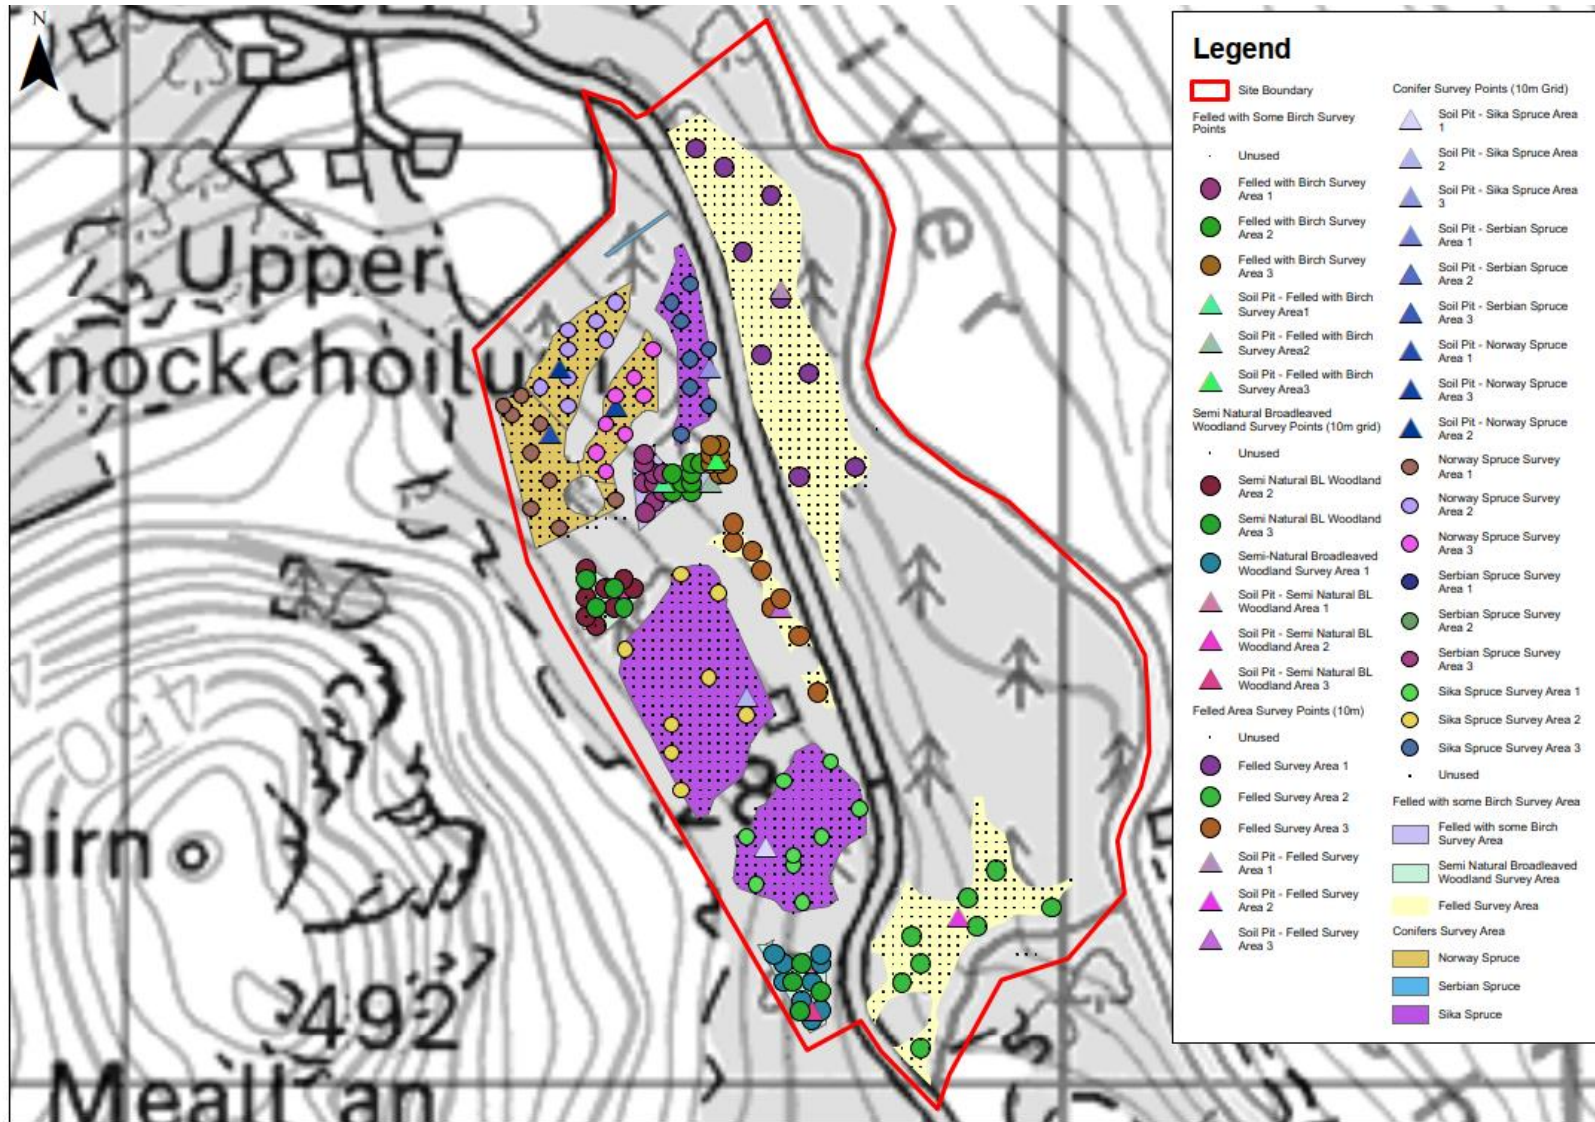 N
Upper
Knockchoilum
ver
airn
450
28
492
Meall an
Legend
Site Boundary
Felled with Some Birch Survey
Points
Unused
Felled with Birch Survey
Area 1
Felled with Birch Survey
Area 2
Felled with Birch Survey
Area 3
Soil Pit - Felled with Birch
Survey Area1
Soil Pit - Felled with Birch
Survey Area2
Soil Pit - Felled with Birch
Survey Area3
Semi Natural Broadleaved
Woodland Survey Points (10m grid)
Unused
Semi Natural BL Woodland
Area 2
Semi Natural BL Woodland
Area 3
Semi-Natural Broadleaved
Woodland Survey Area 1
Soil Pit - Semi Natural BL
Woodland Area 1
Soil Pit - Semi Natural BL
Woodland Area 2
Soil Pit - Semi Natural BL
Woodland Area 3
Felled Area Survey Points (10m)
Unused
Felled Survey Area 1
Felled Survey Area 2
Felled Survey Area 3
Soil Pit - Felled Survey
Area 1
Soil Pit - Felled Survey
Area 2
Soil Pit - Felled Survey
Area 3
Conifer Survey Points (10m Grid)
Soil Pit - Sika Spruce Area
1
Soil Pit - Sika Spruce Area
2
Soil Pit - Sika Spruce Area
3
Soil Pit - Serbian Spruce
Area 1
Soil Pit - Serbian Spruce
Area 2
Soil Pit - Serbian Spruce
Area 3
Soil Pit - Norway Spruce
Area 1
Soil Pit - Norway Spruce
Area 3
Soil Pit - Norway Spruce
Area 2
Norway Spruce Survey
Area 1
Norway Spruce Survey
Area 2
Norway Spruce Survey
Area 3
Serbian Spruce Survey
Area 1
Serbian Spruce Survey
Area 2
Serbian Spruce Survey
Area 3
Sika Spruce Survey Area 1
Sika Spruce Survey Area 2
Sika Spruce Survey Area 3
Unused
Felled with some Birch Survey Area
Felled with some Birch
Survey Area
Semi Natural Broadleaved
Woodland Survey Area
Felled Survey Area
Conifers Survey Area
Norway Spruce
Serbian Spruce
Sika Spruce